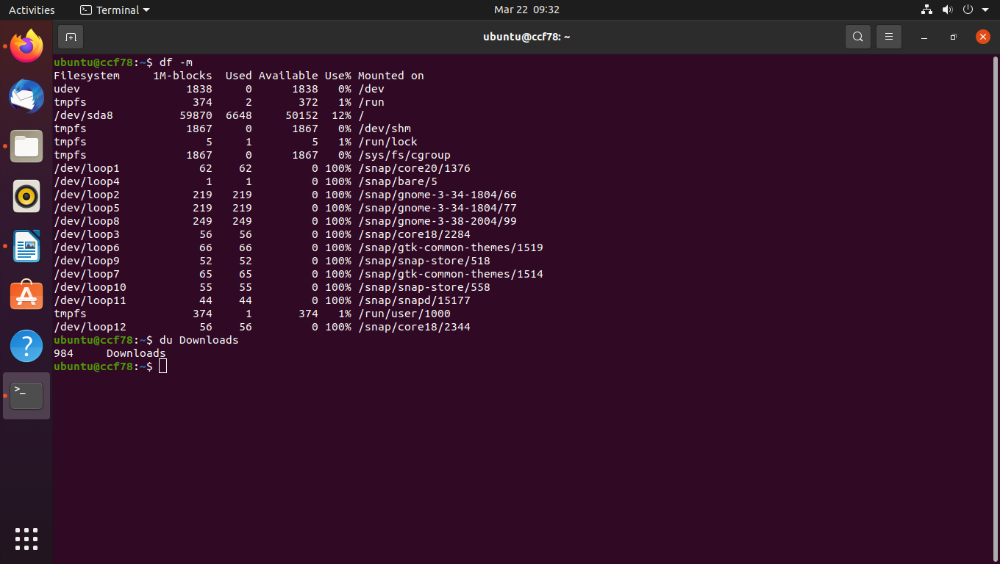 Activities Terminal Mar 22 09:32
ubuntu@ccf78: ~
ubuntu@ccf78:~$ df -m
Filesystem     1M-blocks  Used Available Use% Mounted on
udev                1838     0      1838   0% /dev
tmpfs                374     2       372   1% /run
/dev/sda8          59870  6648     50152  12% /
tmpfs               1867     0      1867   0% /dev/shm
tmpfs                  5     1         5   1% /run/lock
tmpfs               1867     0      1867   0% /sys/fs/cgroup
/dev/loop1            62    62         0 100% /snap/core20/1376
/dev/loop4             1     1         0 100% /snap/bare/5
/dev/loop2           219   219         0 100% /snap/gnome-3-34-1804/66
/dev/loop5           219   219         0 100% /snap/gnome-3-34-1804/77
/dev/loop8           249   249         0 100% /snap/gnome-3-38-2004/99
/dev/loop3            56    56         0 100% /snap/core18/2284
/dev/loop6            66    66         0 100% /snap/gtk-common-themes/1519
/dev/loop9            52    52         0 100% /snap/snap-store/518
/dev/loop7            65    65         0 100% /snap/gtk-common-themes/1514
/dev/loop10           55    55         0 100% /snap/snap-store/558
/dev/loop11           44    44         0 100% /snap/snapd/15177
tmpfs                374     1       374   1% /run/user/1000
/dev/loop12           56    56         0 100% /snap/core18/2344
ubuntu@ccf78:~$ du Downloads
984     Downloads
ubuntu@ccf78:~$